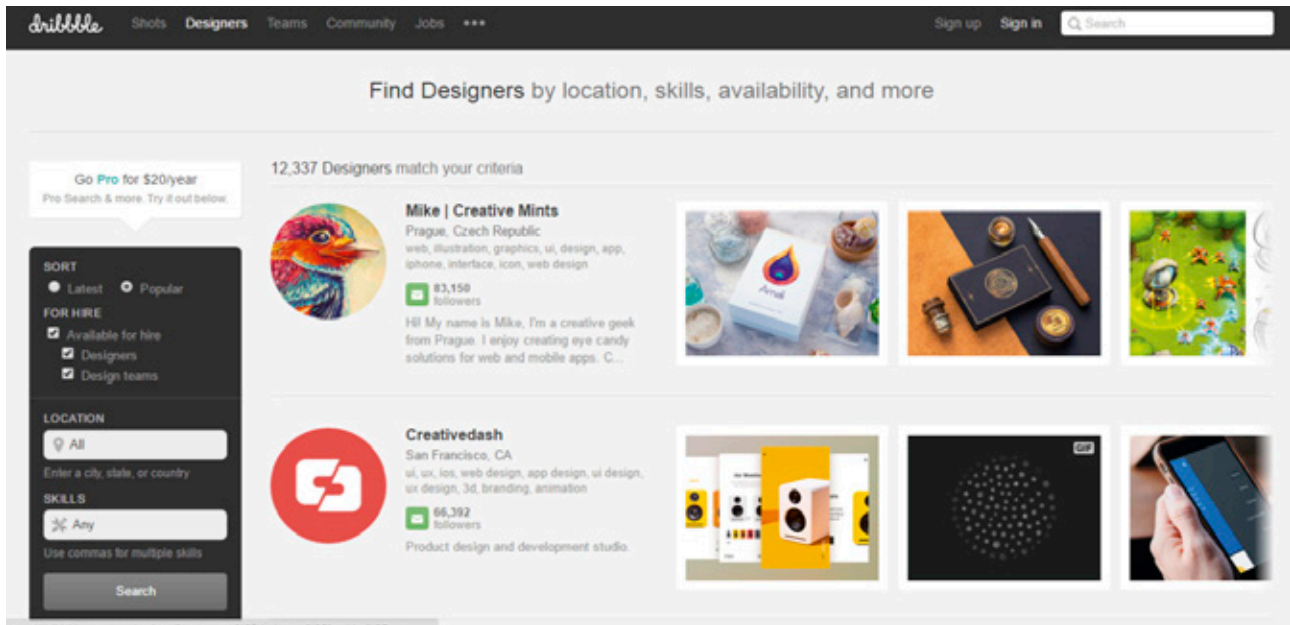 dribbble Shots Designers Teams Community Jobs ••• Sign up Sign in Search
Find Designers by location, skills, availability, and more
Go Pro for $20/year
Pro Search & more. Try it out below.
SORT
Latest Popular
FOR HIRE
Available for hire
Designers
Design teams
LOCATION
All
Enter a city, state, or country
SKILLS
Any
Use commas for multiple skills
Search
12,337 Designers match your criteria
Mike | Creative Mints
Prague, Czech Republic
web, illustration, graphics, ui, design, app,
iphone, interface, icon, web design
83,150
followers
Hi! My name is Mike, I'm a creative geek
from Prague. I enjoy creating eye candy
solutions for web and mobile apps. C...
Amai
Creativedash
San Francisco, CA
ui, ux, ios, web design, app design, ui design,
ux design, 3d, branding, animation
66,392
followers
Product design and development studio.
GIF